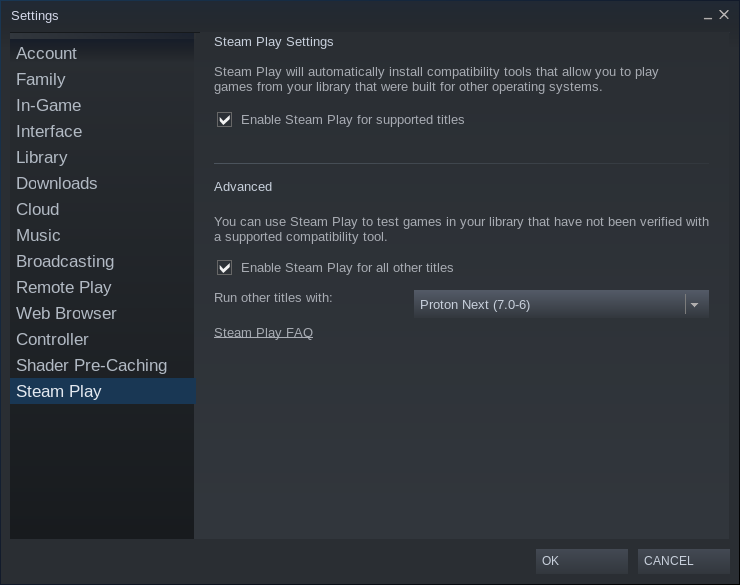 Settings
Account
Family
In-Game
Interface
Library
Downloads
Cloud
Music
Broadcasting
Remote Play
Web Browser
Controller
Shader Pre-Caching
Steam Play
Steam Play Settings
Steam Play will automatically install compatibility tools that allow you to play
games from your library that were built for other operating systems.
Enable Steam Play for supported titles
Advanced
You can use Steam Play to test games in your library that have not been verified with
a supported compatibility tool.
Enable Steam Play for all other titles
Run other titles with:
Proton Next (7.0-6)
Steam Play FAQ
OK
CANCEL